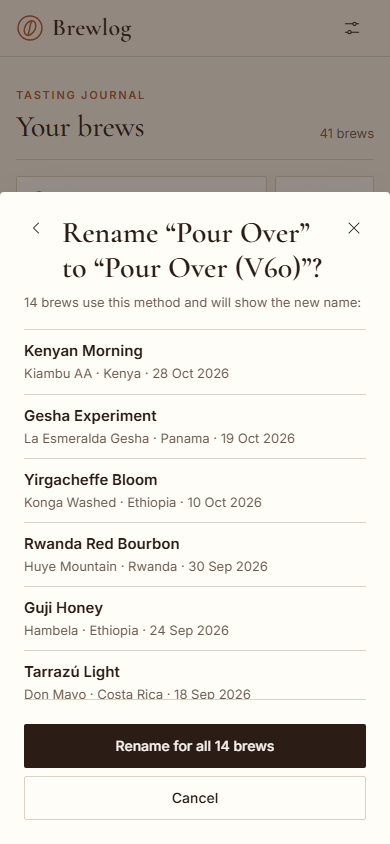 Brewlog
TASTING JOURNAL
Your brews
41 brews
Rename “Pour Over”
to “Pour Over (V60)”?
14 brews use this method and will show the new name:
Kenyan Morning
Kiambu AA · Kenya · 28 Oct 2026
Gesha Experiment
La Esmeralda Gesha · Panama · 19 Oct 2026
Yirgacheffe Bloom
Konga Washed · Ethiopia · 10 Oct 2026
Rwanda Red Bourbon
Huye Mountain · Rwanda · 30 Sep 2026
Guji Honey
Hambela · Ethiopia · 24 Sep 2026
Tarrazú Light
Don Mayo · Costa Rica · 18 Sep 2026
Rename for all 14 brews
Cancel